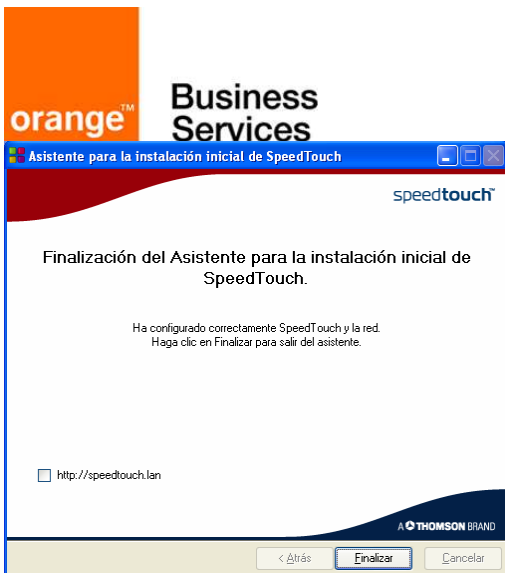 orange™
Business
Services
Asistente para la instalación inicial de SpeedTouch
speedtouch™
Finalización del Asistente para la instalación inicial de
SpeedTouch.
Ha configurado correctamente SpeedTouch y la red.
Haga clic en Finalizar para salir del asistente.
http://speedtouch.lan
A THOMSON BRAND
< Atrás Finalizar Cancelar